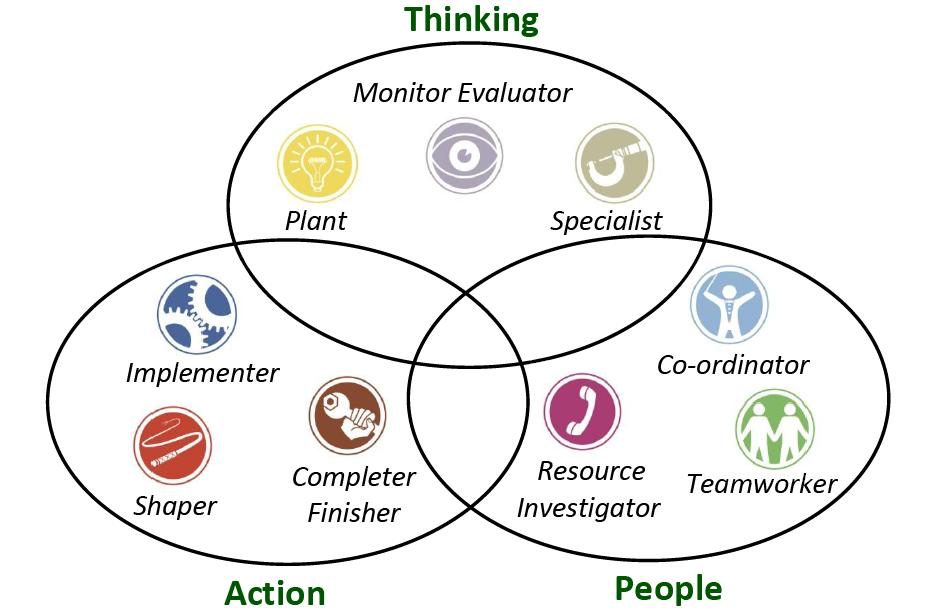 Thinking
Monitor Evaluator
Plant
Specialist
Implementer
Co-ordinator
Shaper
Completer
Finisher
Resource
Investigator
Teamworker
Action
People